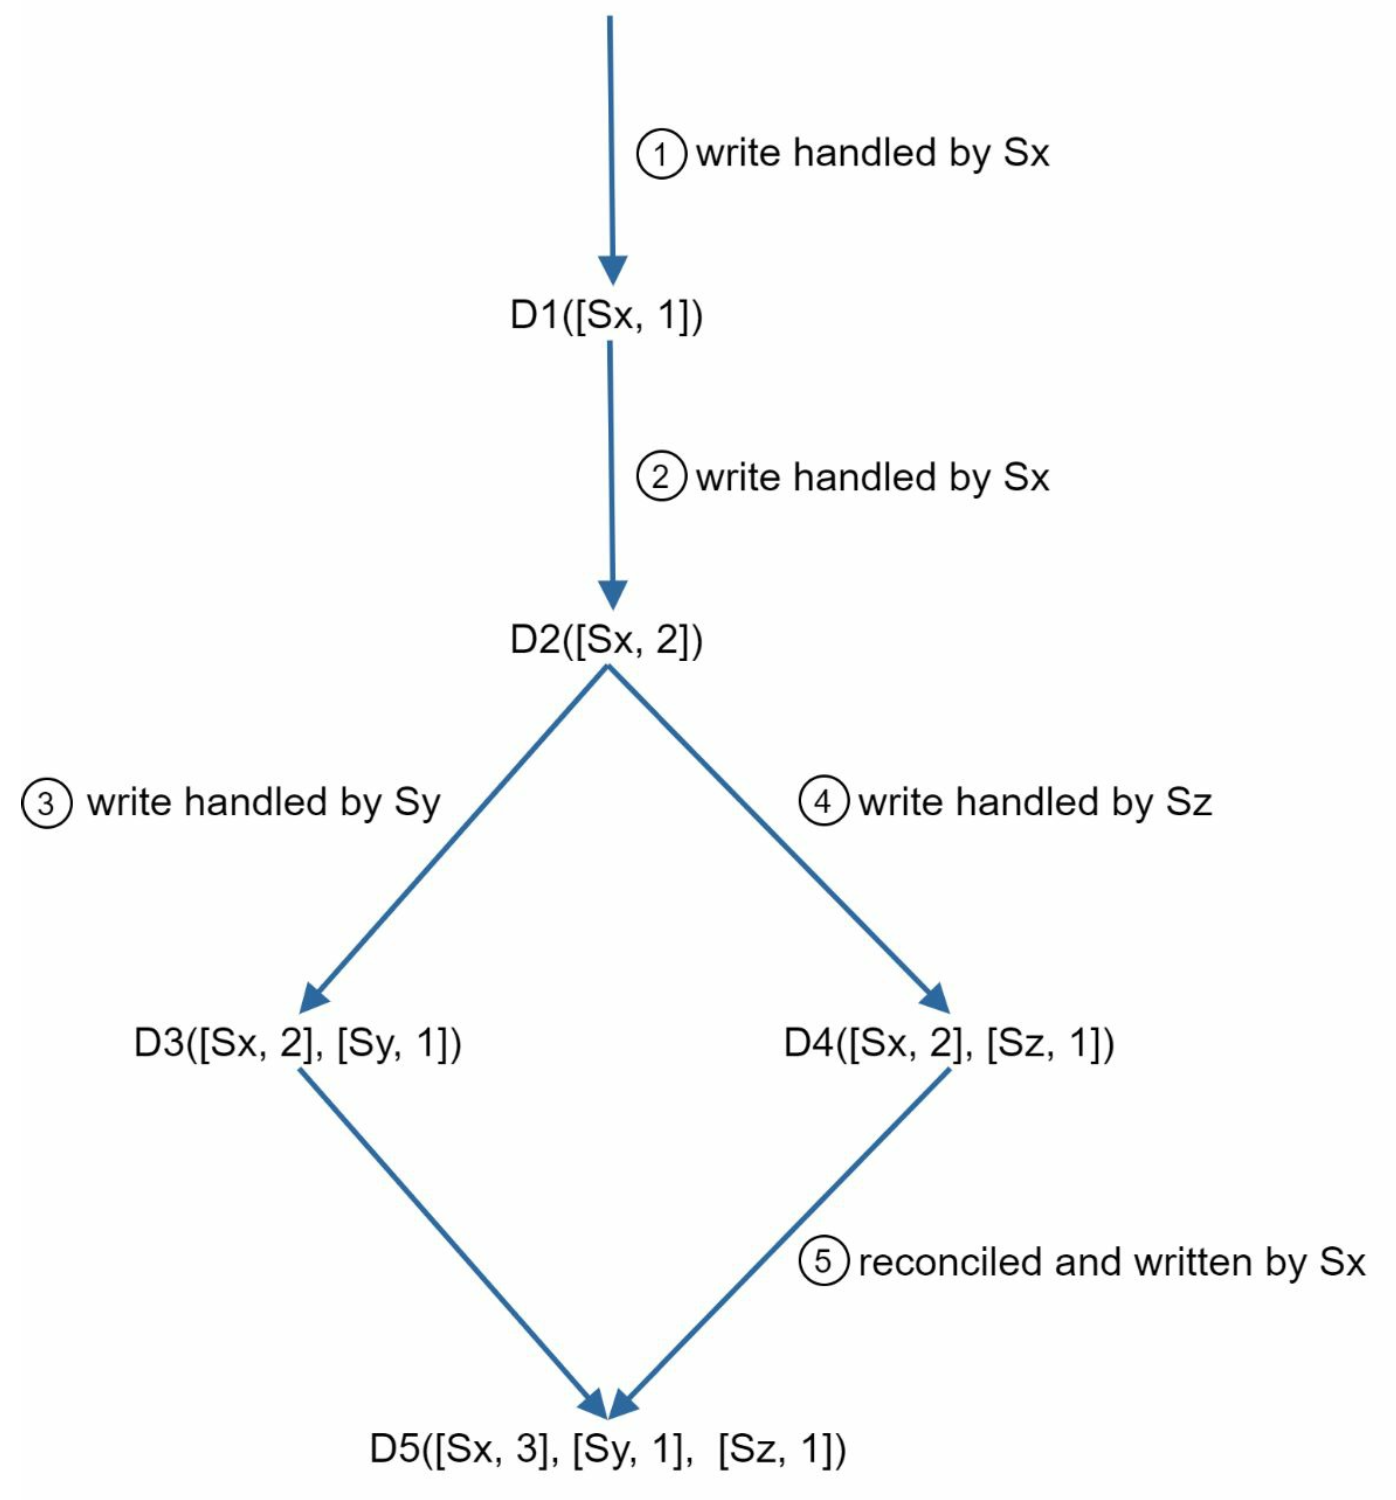 ① write handled by Sx
D1([Sx, 1])
② write handled by Sx
D2([Sx, 2])
③ write handled by Sy
④ write handled by Sz
D3([Sx, 2], [Sy, 1])
D4([Sx, 2], [Sz, 1])
⑤ reconciled and written by Sx
D5([Sx, 3], [Sy, 1], [Sz, 1])